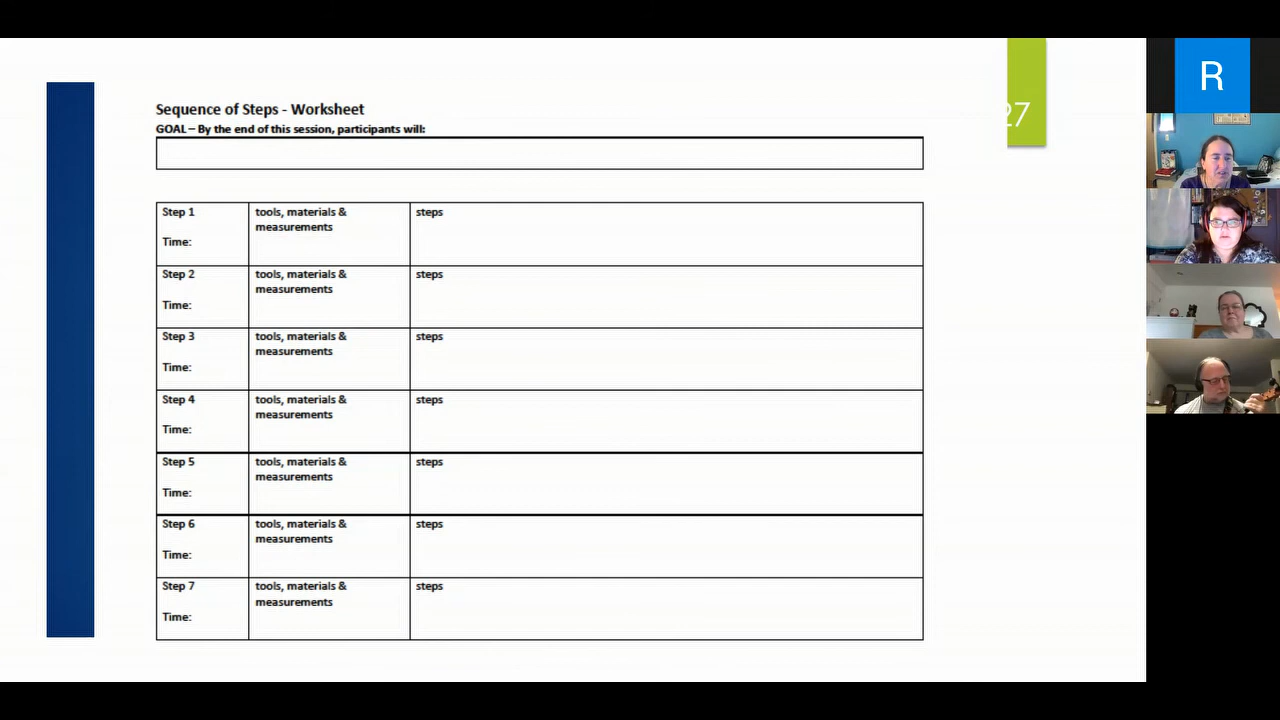 Sequence of Steps - Worksheet
GOAL – By the end of this session, participants will:
27
R
Step 1
Time:
tools, materials &
measurements
steps
Step 2
Time:
tools, materials &
measurements
steps
Step 3
Time:
tools, materials &
measurements
steps
Step 4
Time:
tools, materials &
measurements
steps
Step 5
Time:
tools, materials &
measurements
steps
Step 6
Time:
tools, materials &
measurements
steps
Step 7
Time:
tools, materials &
measurements
steps